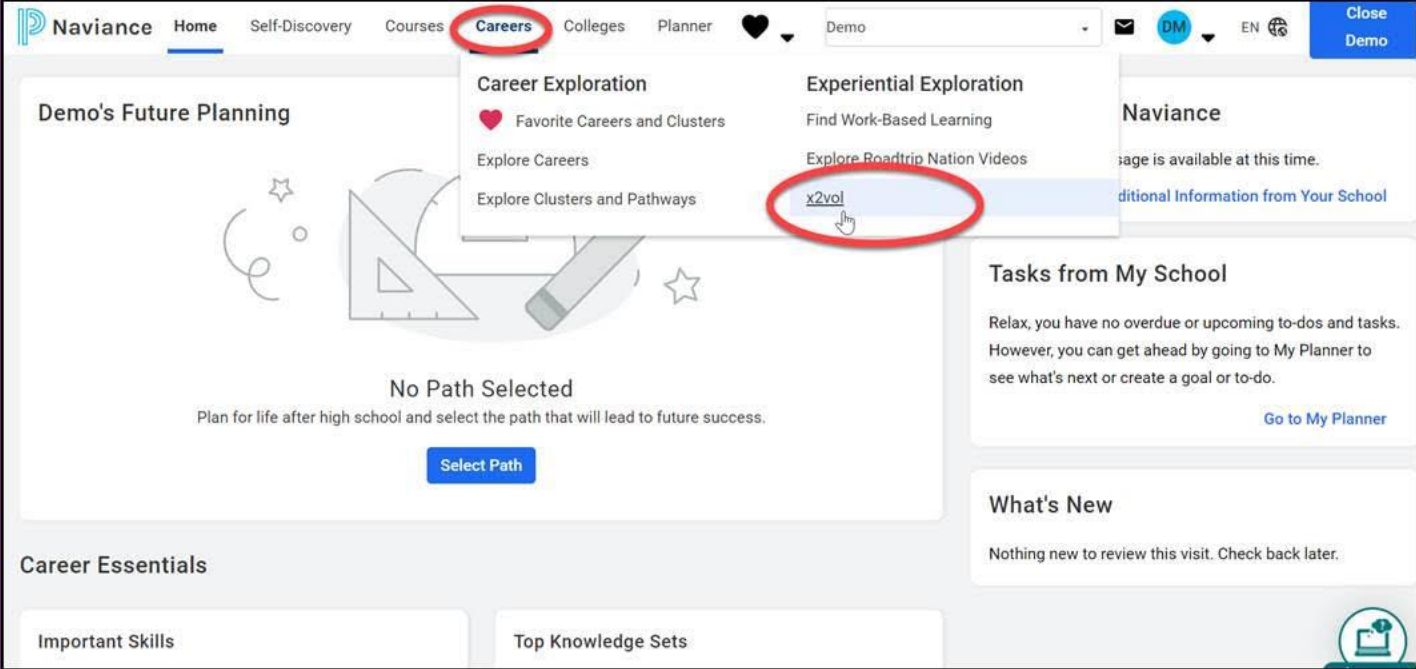 Naviance
Home
Self-Discovery
Courses
Careers
Colleges
Planner
Demo
DM
EN
Close
Demo
Career Exploration
Favorite Careers and Clusters
Explore Careers
Explore Clusters and Pathways
Experiential Exploration
Find Work-Based Learning
Explore Roadtrip Nation Videos
x2vol
Demo's Future Planning
No Path Selected
Plan for life after high school and select the path that will lead to future success.
Select Path
Naviance
sage is available at this time.
ditional Information from Your School
Tasks from My School
Relax, you have no overdue or upcoming to-dos and tasks.
However, you can get ahead by going to My Planner to
see what's next or create a goal or to-do.
Go to My Planner
What's New
Nothing new to review this visit. Check back later.
Career Essentials
Important Skills
Top Knowledge Sets